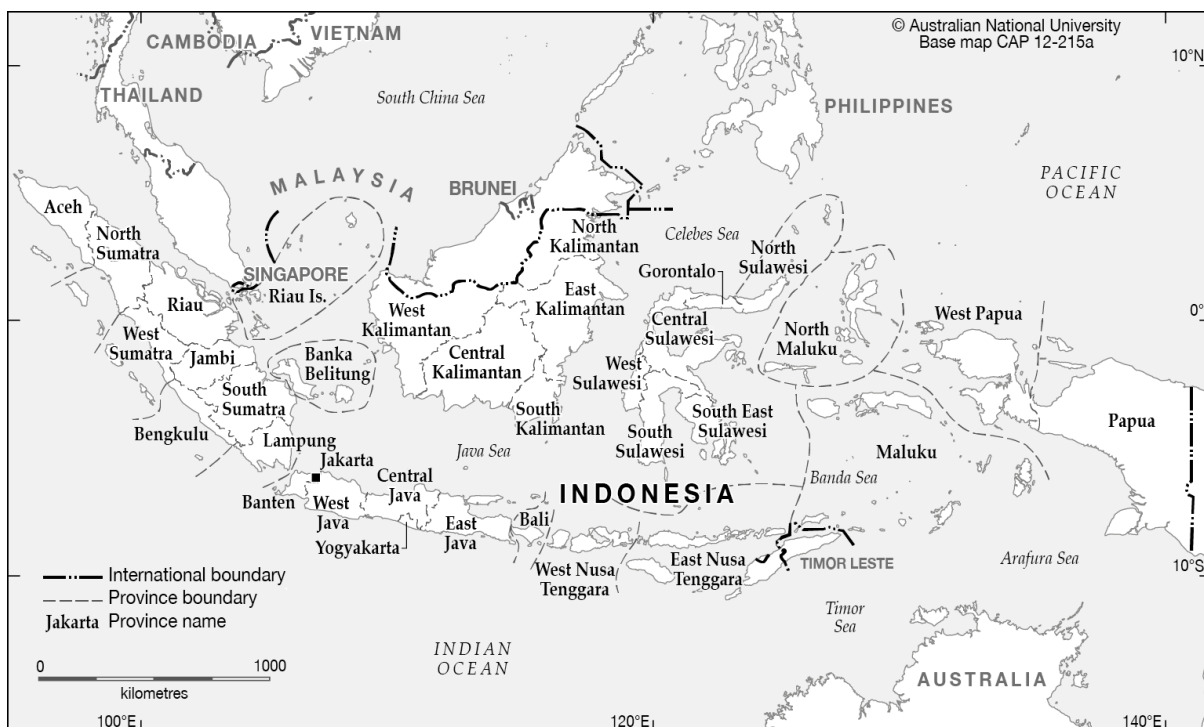 © Australian National University
Base map CAP 12-215a
CAMBODIA
VIETNAM
THAILAND
South China Sea
PHILIPPINES
10°N
PACIFIC
OCEAN
MALAYSIA
BRUNEI
Aceh
North
Sumatra
SINGAPORE
Riau Is.
Riau
North
Kalimantan
Celebes Sea
North
Sulawesi
Gorontalo
East
Kalimantan
West
Kalimantan
Central
Sulawesi
North
Maluku
West Papua
0°
West
Sumatra
Jambi
Banka
Belitung
Central
Kalimantan
West
Sulawesi
South
Sumatra
South
Kalimantan
South East
Sulawesi
South
Sulawesi
Papua
Bengkulu
Lampung
Jakarta
Java Sea
Maluku
Banda Sea
INDONESIA
Banten
West
Java
Central
Java
Yogyakarta
East
Java
Bali
West Nusa
Tenggara
East Nusa
Tenggara
TIMOR LESTE
Arafura Sea
10°S
Timor
Sea
International boundary
Province boundary
Jakarta Province name
0 1000
kilometres
INDIAN
OCEAN
AUSTRALIA
100°E
120°E
140°E